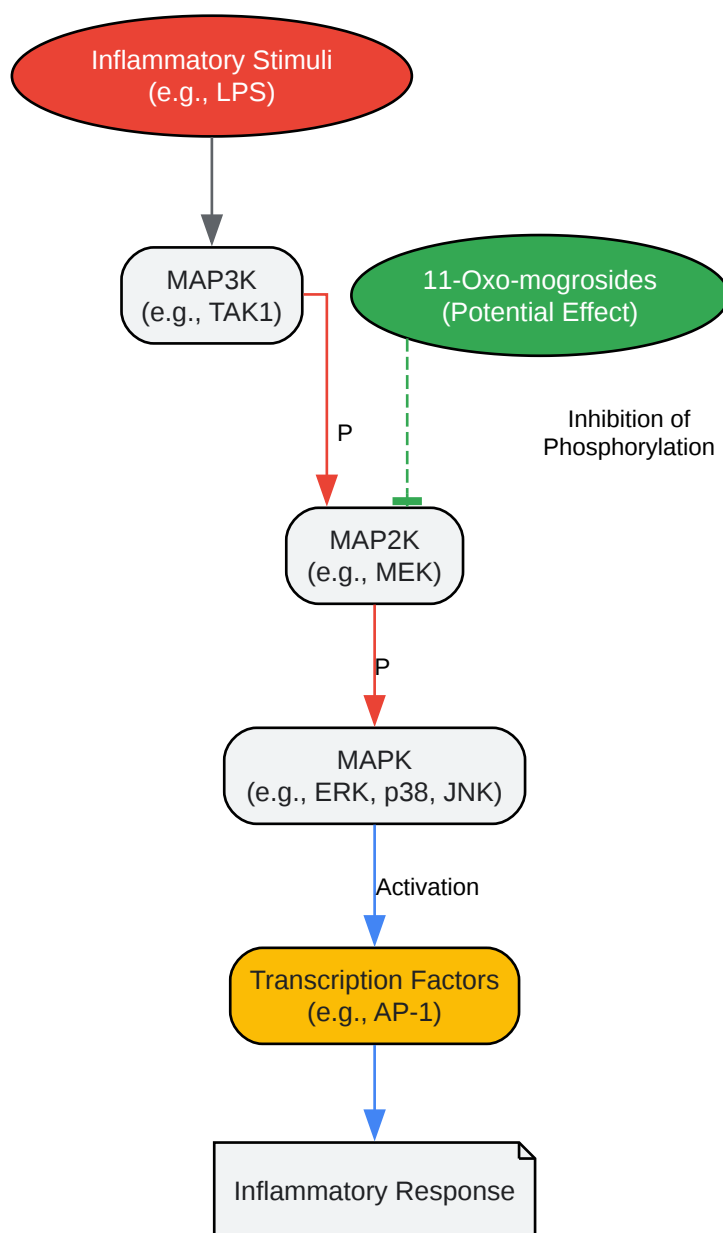 Inflammatory Stimuli
(e.g., LPS)
MAP3K
(e.g., TAK1)
11-Oxo-mogrosides
(Potential Effect)
Inhibition of
Phosphorylation
P
MAP2K
(e.g., MEK)
P
MAPK
(e.g., ERK, p38, JNK)
Activation
Transcription Factors
(e.g., AP-1)
Inflammatory Response